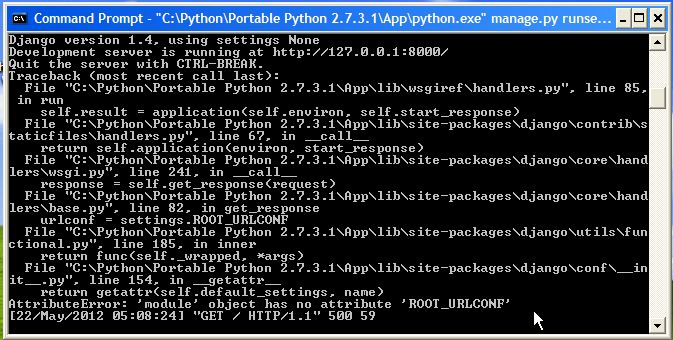 Command Prompt - "C:\Python\Portable Python 2.7.3.1\App\python.exe" manage.py runse...
Django version 1.4, using settings None
Development server is running at http://127.0.0.1:8000/
Quit the server with CTRL-BREAK.
Traceback (most recent call last):
  File "C:\Python\Portable Python 2.7.3.1\App\lib\wsgiref\handlers.py", line 85,
 in run
    self.result = application(self.environ, self.start_response)
  File "C:\Python\Portable Python 2.7.3.1\App\lib\site-packages\django\contrib\s
taticfiles\handlers.py", line 67, in __call__
    return self.application(environ, start_response)
  File "C:\Python\Portable Python 2.7.3.1\App\lib\site-packages\django\core\hand
lers\wsgi.py", line 241, in __call__
    response = self.get_response(request)
  File "C:\Python\Portable Python 2.7.3.1\App\lib\site-packages\django\core\hand
lers\base.py", line 82, in get_response
    urlconf = settings.ROOT_URLCONF
  File "C:\Python\Portable Python 2.7.3.1\App\lib\site-packages\django\utils\fun
ctional.py", line 185, in inner
    return func(self._wrapped, *args)
  File "C:\Python\Portable Python 2.7.3.1\App\lib\site-packages\django\conf\__in
it__.py", line 154, in __getattr__
    return getattr(self.default_settings, name)
AttributeError: 'module' object has no attribute 'ROOT_URLCONF'
[22/May/2012 05:08:24] "GET / HTTP/1.1" 500 59